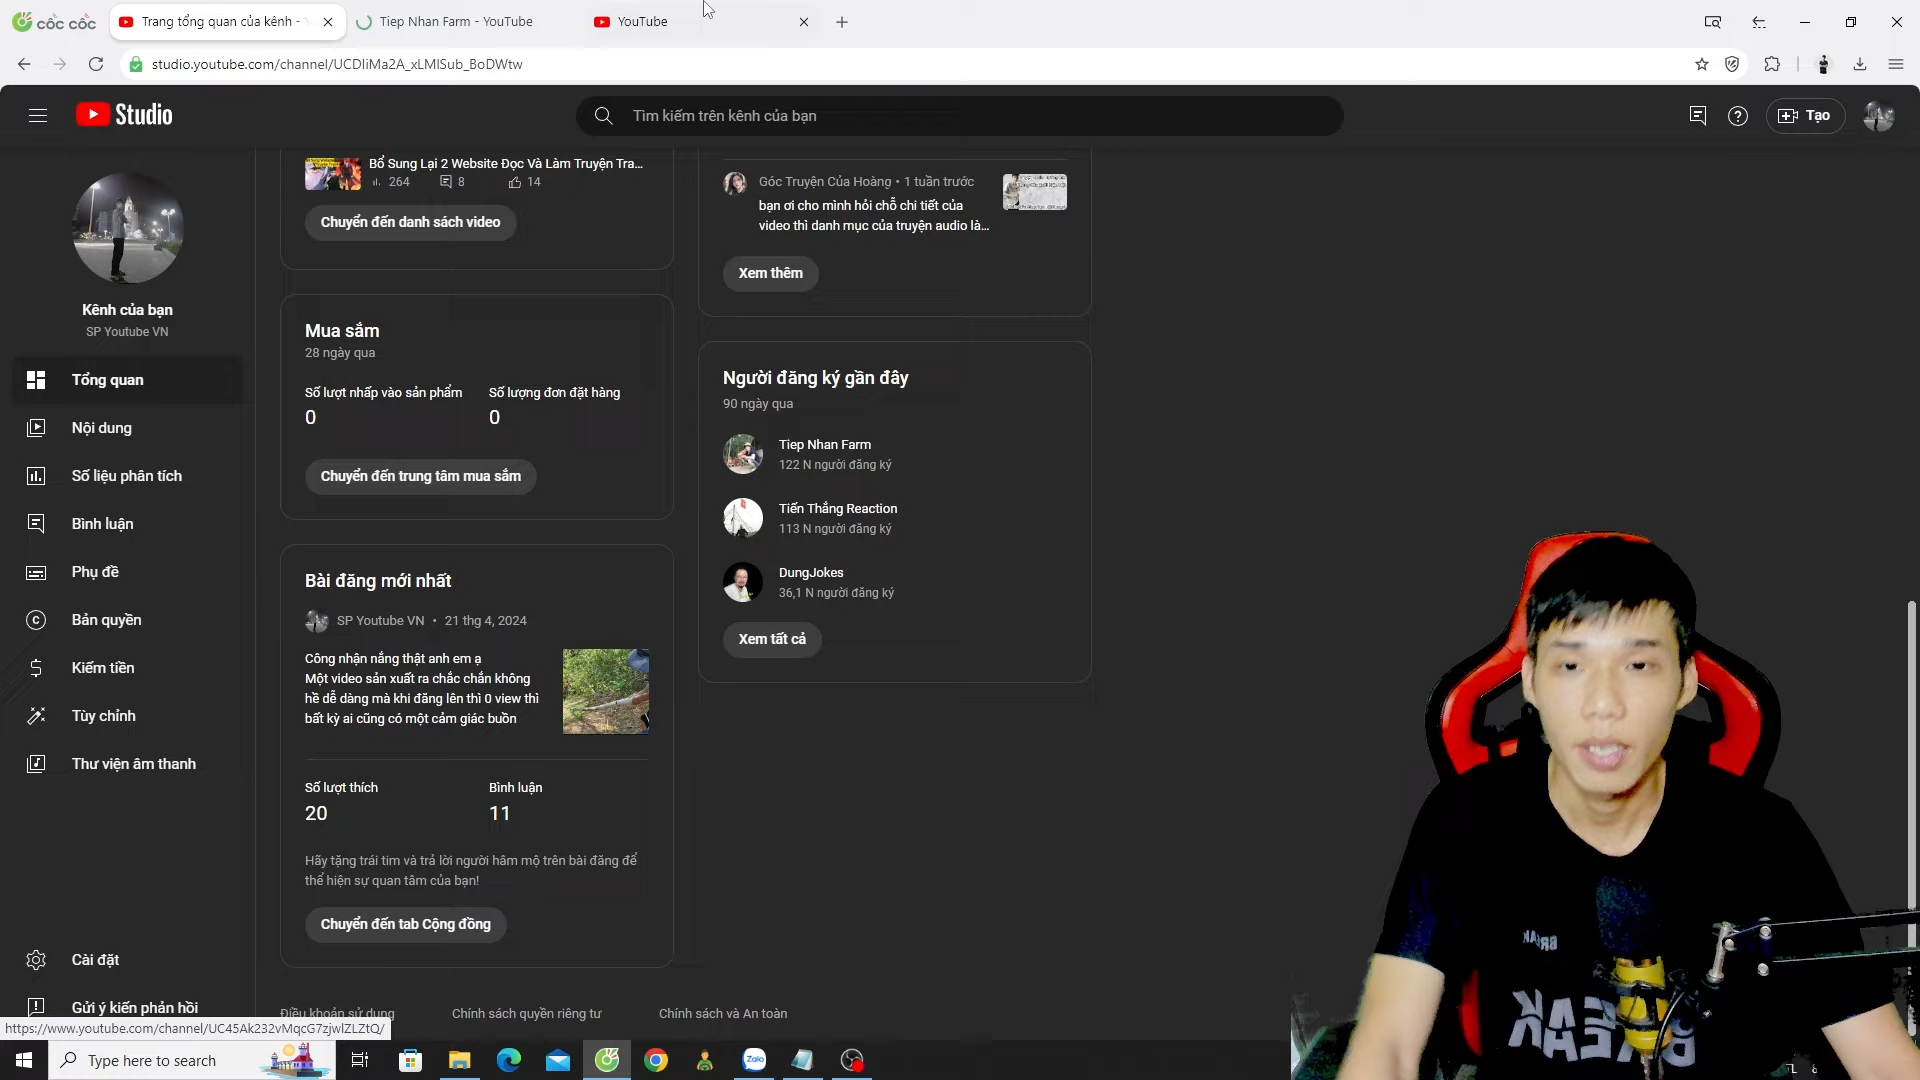 cốc cốc
Trang tổng quan của kênh - Y
Tiep Nhan Farm - YouTube
YouTube
studio.youtube.com/channel/UCDIiMa2A_xLMlSub_BoDWtw
Studio
Tìm kiếm trên kênh của bạn
Tạo
Kênh của bạn
SP Youtube VN
Tổng quan
Nội dung
Số liệu phân tích
Bình luận
Phụ đề
Bản quyền
Kiếm tiền
Tùy chỉnh
Thư viện âm thanh
Cài đặt
Gửi ý kiến phản hồi
Bổ Sung Lại 2 Website Đọc Và Làm Truyện Tra...
264
8
14
Chuyển đến danh sách video
Mua sắm
28 ngày qua
Số lượt nhấp vào sản phẩm
0
Số lượng đơn đặt hàng
0
Chuyển đến trung tâm mua sắm
Bài đăng mới nhất
SP Youtube VN • 21 thg 4, 2024
Công nhận nắng thật anh em ạ
Một video sản xuất ra chắc chắn không
hề dễ dàng mà khi đăng lên thì 0 view thì
bất kỳ ai cũng có một cảm giác buồn
Số lượt thích
20
Bình luận
11
Hãy tặng trái tim và trả lời người hâm mộ trên bài đăng để
thể hiện sự quan tâm của bạn!
Chuyển đến tab Cộng đồng
Góc Truyện Của Hoàng • 1 tuần trước
bạn ơi cho mình hỏi chỗ chi tiết của
video thì danh mục của truyện audio là...
Xem thêm
Người đăng ký gần đây
90 ngày qua
Tiep Nhan Farm
122 N người đăng ký
Tiến Thắng Reaction
113 N người đăng ký
DungJokes
36,1 N người đăng ký
Xem tất cả
Điều khoản sử dụng
Chính sách quyền riêng tư
Chính sách và An toàn
https://www.youtube.com/channel/UC45Ak232vMqcG7zjwlZLZtQ/
Type here to search
Zalo
BREAK
BREAK